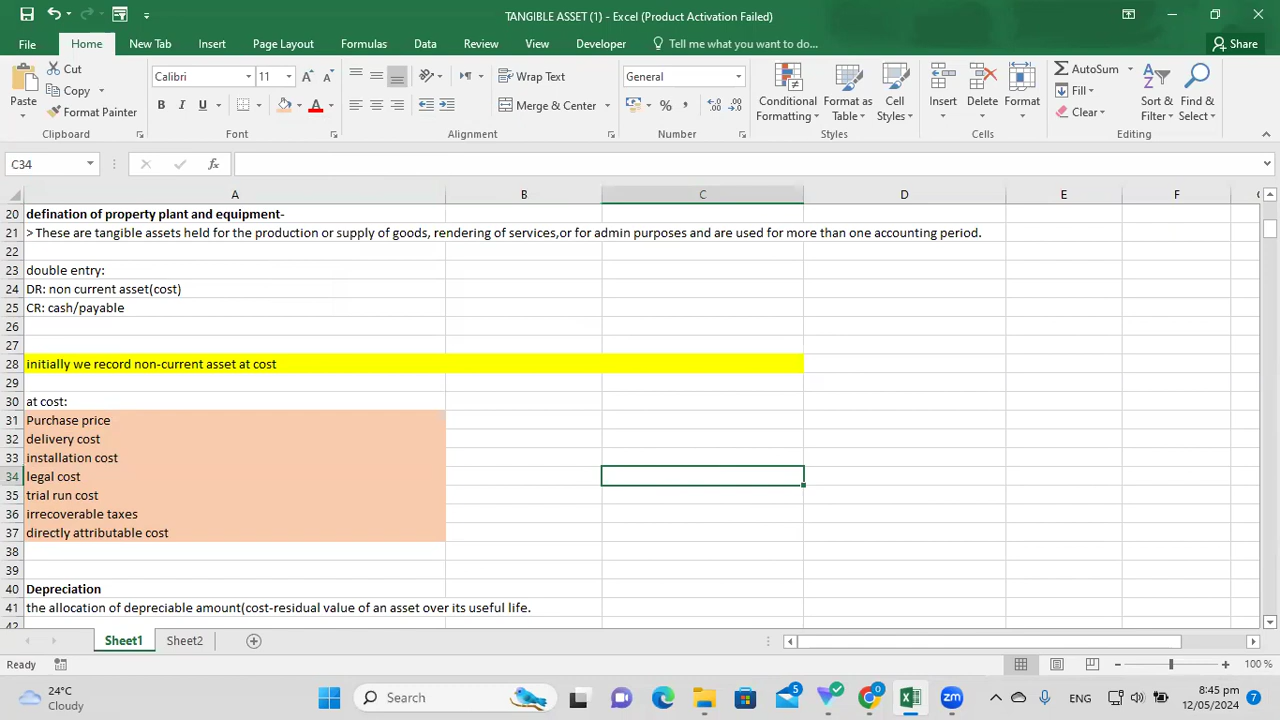 TANGIBLE ASSET (1) - Excel (Product Activation Failed)
File Home New Tab Insert Page Layout Formulas Data Review View Developer Tell me what you want to do... Share
Paste
Cut
Copy
Format Painter
Clipboard
Calibri 11
B I U A
Font
Wrap Text
Merge & Center
Alignment
General
% ,
Number
Conditional Formatting
Format as Table
Cell Styles
Styles
Insert Delete Format
Cells
AutoSum
Fill
Clear
Sort & Filter
Find & Select
Editing
C34 fx
A B C D E F
20 defination of property plant and equipment-
21 > These are tangible assets held for the production or supply of goods, rendering of services,or for admin purposes and are used for more than one accounting period.
22
23 double entry:
24 DR: non current asset(cost)
25 CR: cash/payable
26
27
28 initially we record non-current asset at cost
29
30 at cost:
31 Purchase price
32 delivery cost
33 installation cost
34 legal cost
35 trial run cost
36 irrecoverable taxes
37 directly attributable cost
38
39
40 Depreciation
41 the allocation of depreciable amount(cost-residual value of an asset over its useful life.
42
Sheet1 Sheet2
Ready 100 %
24°C
Cloudy
Search
5
0
ENG
8:45 pm
12/05/2024
7